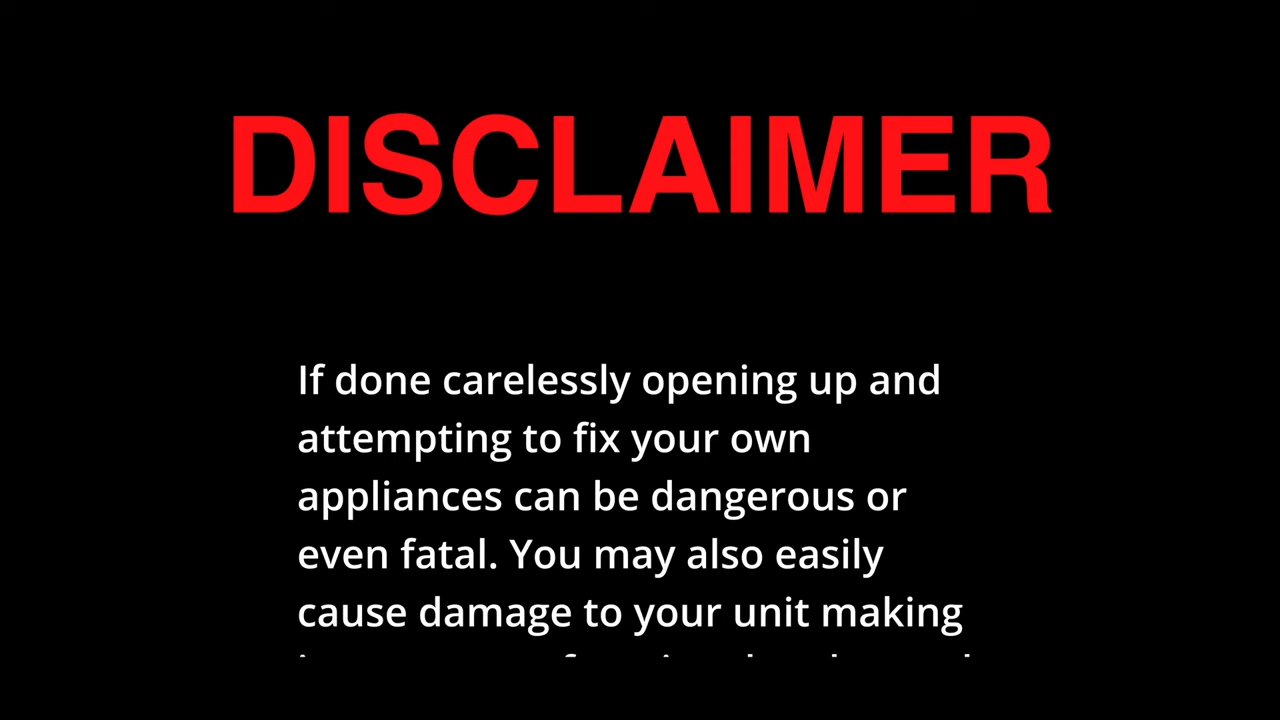 DISCLAIMER
If done carelessly opening up and
attempting to fix your own
appliances can be dangerous or
even fatal. You may also easily
cause damage to your unit making